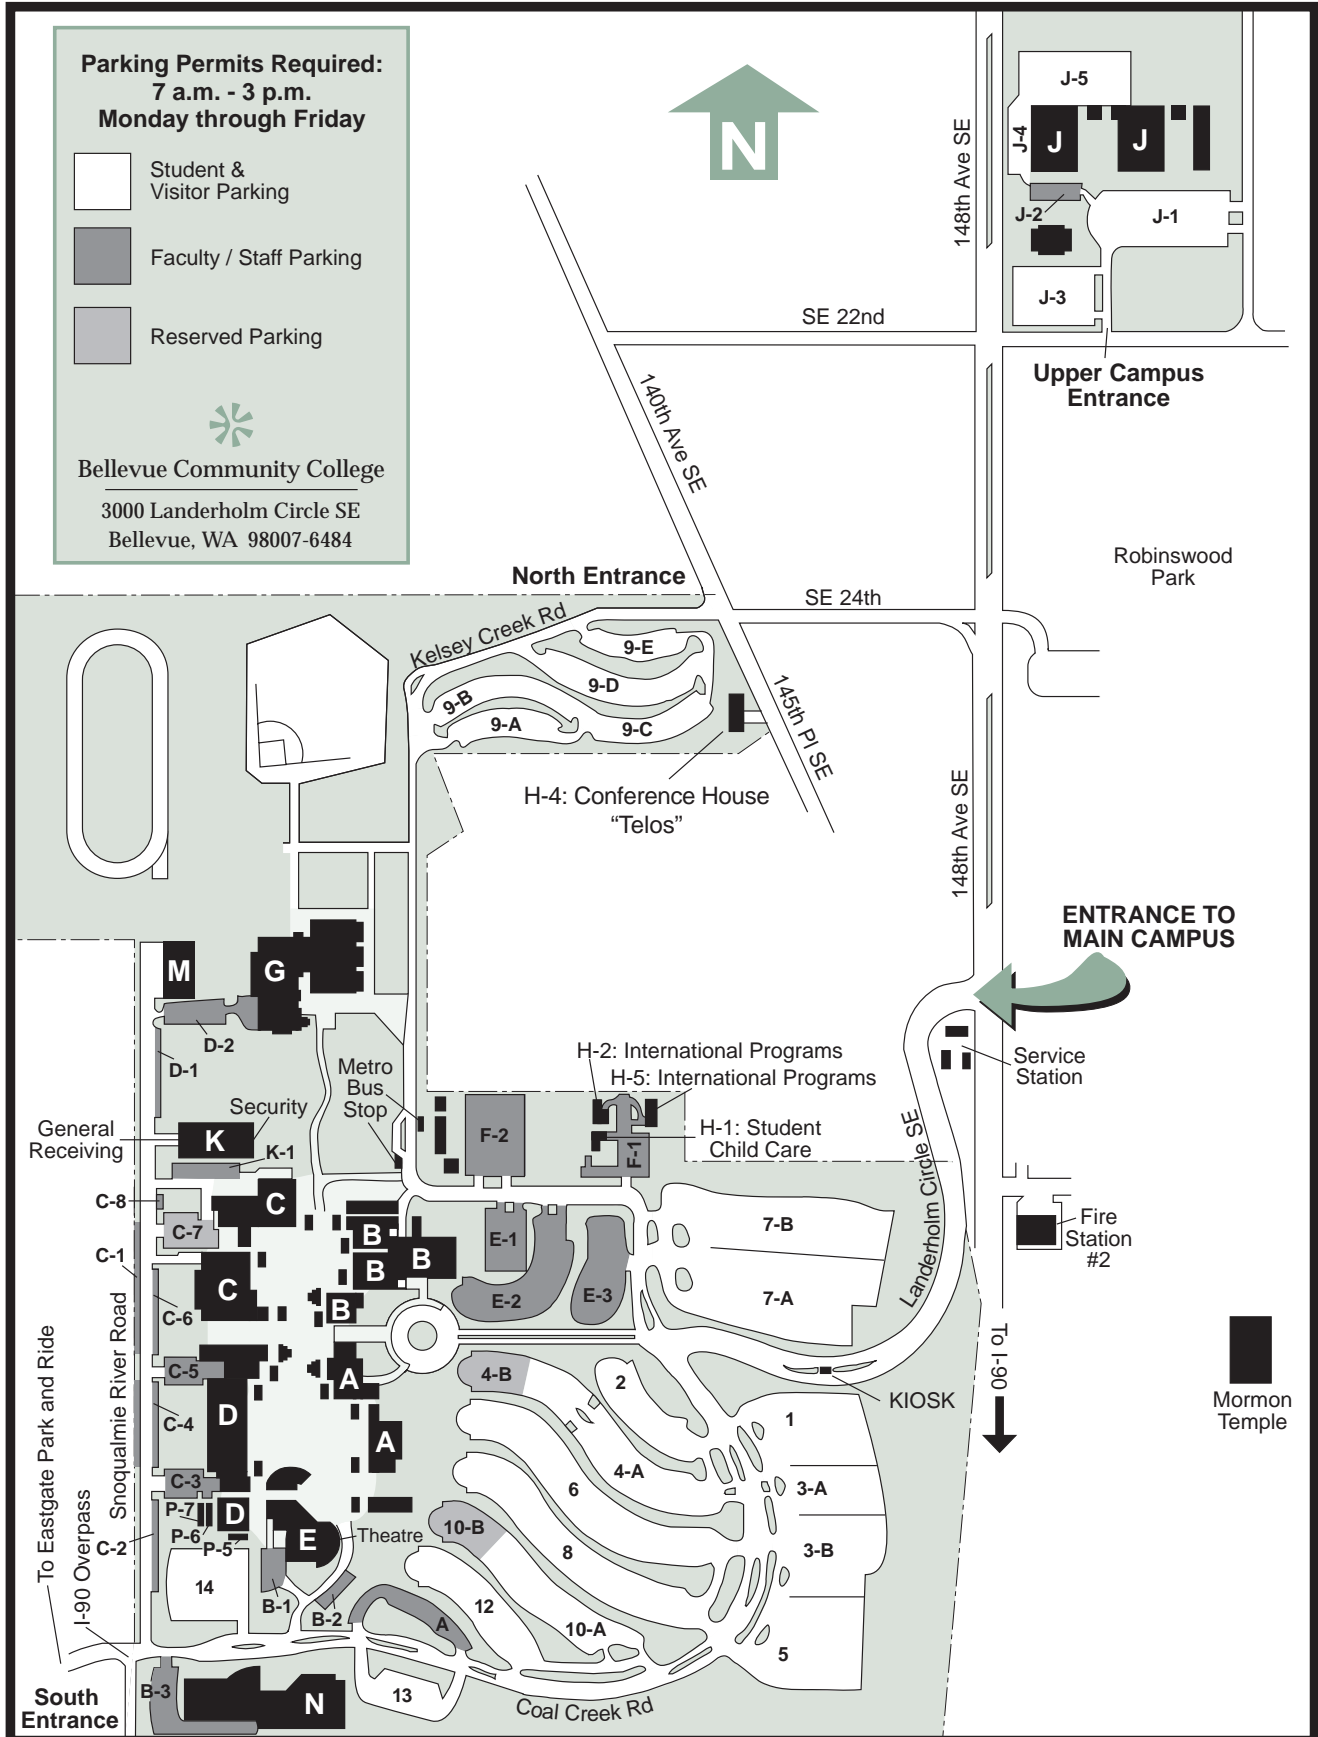 Parking Permits Required:
7 a.m. - 3 p.m.
Monday through Friday
Student &
Visitor Parking
Faculty / Staff Parking
Reserved Parking
Bellevue Community College
3000 Landerholm Circle SE
Bellevue, WA 98007-6484
N
148th Ave SE
J-5
J-4
J
J
J-2
J-1
J-3
SE 22nd
Upper Campus
Entrance
140th Ave SE
Robinswood
Park
North Entrance
SE 24th
Kelsey Creek Rd
9-E
9-D
9-B
9-A
9-C
145th Pl SE
H-4: Conference House
“Telos”
148th Ave SE
ENTRANCE TO
MAIN CAMPUS
M
G
D-2
D-1
Metro
Bus
Stop
H-2: International Programs
H-5: International Programs
H-1: Student
Child Care
Service
Station
General
Receiving
Security
K
K-1
F-2
F-1
Landerholm Circle SE
C-8
C
C-7
C-1
B
B
B
B
E-1
E-2
E-3
7-B
7-A
Fire
Station
#2
C
C-6
Snoqualmie River Road
C-5
A
4-B
2
KIOSK
To I-90
Mormon
Temple
D
C-4
A
1
4-A
6
3-A
C-3
P-7
P-6
D
P-5
C-2
E
Theatre
10-B
8
3-B
To Eastgate Park and Ride
I-90 Overpass
14
B-1
B-2
A
12
10-A
5
B-3
N
13
Coal Creek Rd
South
Entrance